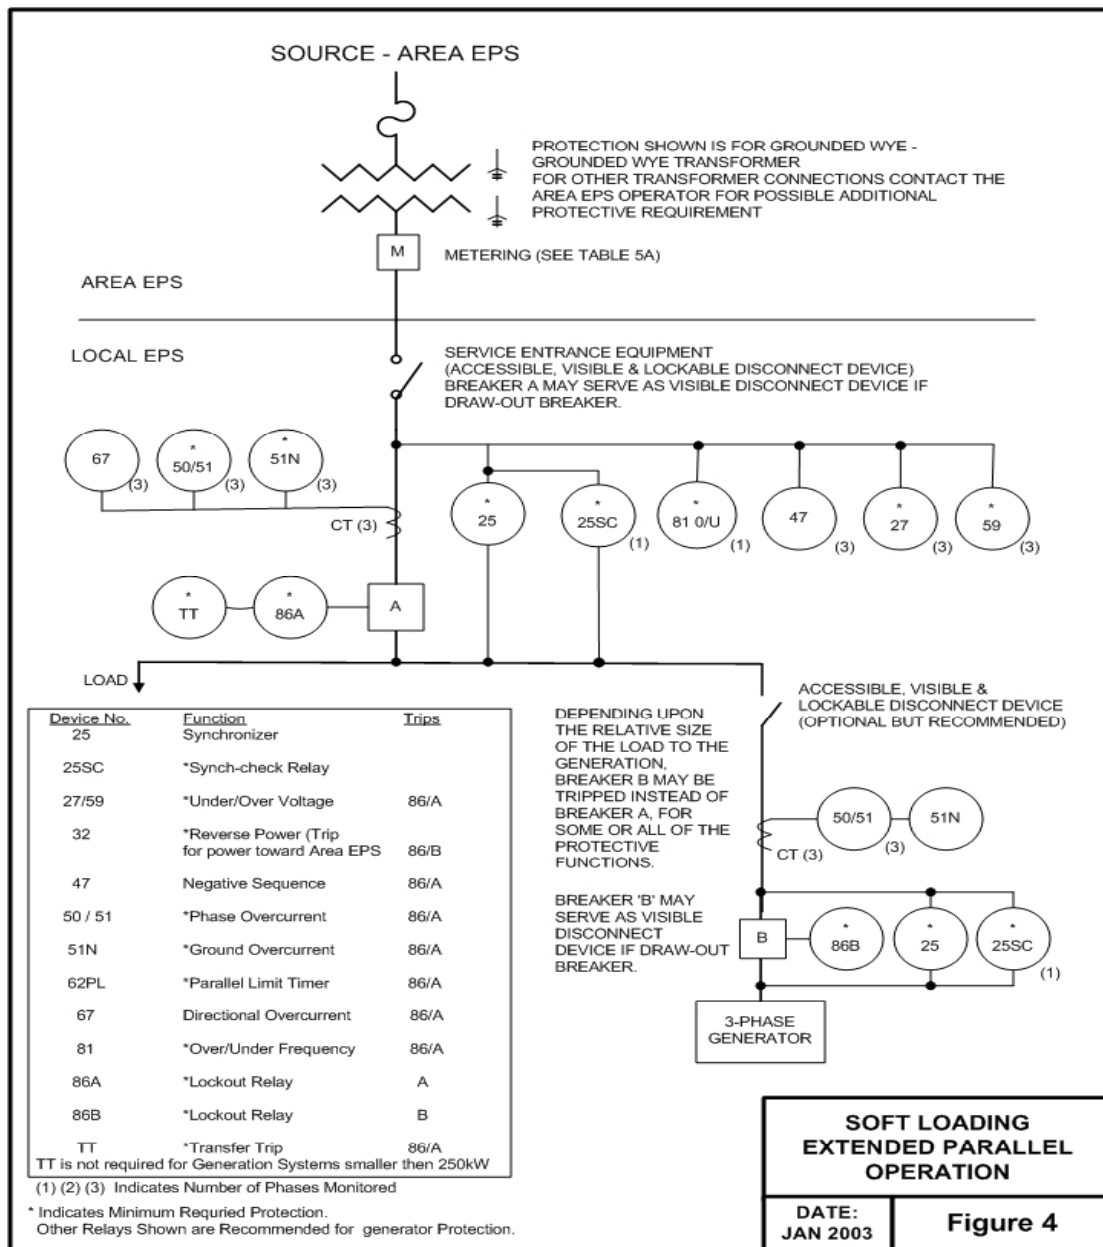 SOURCE - AREA EPS
PROTECTION SHOWN IS FOR GROUNDED WYE -
GROUNDED WYE TRANSFORMER
FOR OTHER TRANSFORMER CONNECTIONS CONTACT THE
AREA EPS OPERATOR FOR POSSIBLE ADDITIONAL
PROTECTIVE REQUIREMENT
M
METERING (SEE TABLE 5A)
AREA EPS
LOCAL EPS
SERVICE ENTRANCE EQUIPMENT
(ACCESSIBLE, VISIBLE & LOCKABLE DISCONNECT DEVICE)
BREAKER A MAY SERVE AS VISIBLE DISCONNECT DEVICE IF
DRAW-OUT BREAKER.
67
(3)
*
50/51
(3)
*
51N
(3)
CT (3)
*
25
*
25SC
(1)
*
81 0/U
(1)
47
(3)
*
27
(3)
*
59
(3)
*
TT
*
86A
A
LOAD
Device No. Function Trips
25 Synchronizer
25SC *Synch-check Relay
27/59 *Under/Over Voltage 86/A
32 *Reverse Power (Trip
for power toward Area EPS 86/B
47 Negative Sequence 86/A
50 / 51 *Phase Overcurrent 86/A
51N *Ground Overcurrent 86/A
62PL *Parallel Limit Timer 86/A
67 Directional Overcurrent 86/A
81 *Over/Under Frequency 86/A
86A *Lockout Relay A
86B *Lockout Relay B
TT *Transfer Trip 86/A
TT is not required for Generation Systems smaller then 250kW
(1) (2) (3) Indicates Number of Phases Monitored
* Indicates Minimum Requried Protection.
Other Relays Shown are Recommended for generator Protection.
DEPENDING UPON
THE RELATIVE SIZE
OF THE LOAD TO THE
GENERATION,
BREAKER B MAY BE
TRIPPED INSTEAD OF
BREAKER A, FOR
SOME OR ALL OF THE
PROTECTIVE
FUNCTIONS.
BREAKER 'B' MAY
SERVE AS VISIBLE
DISCONNECT
DEVICE IF DRAW-OUT
BREAKER.
ACCESSIBLE, VISIBLE &
LOCKABLE DISCONNECT DEVICE
(OPTIONAL BUT RECOMMENDED)
CT (3)
50/51
(3)
51N
B
*
86B
*
25
*
25SC
(1)
3-PHASE
GENERATOR
SOFT LOADING
EXTENDED PARALLEL
OPERATION
DATE:
JAN 2003
Figure 4